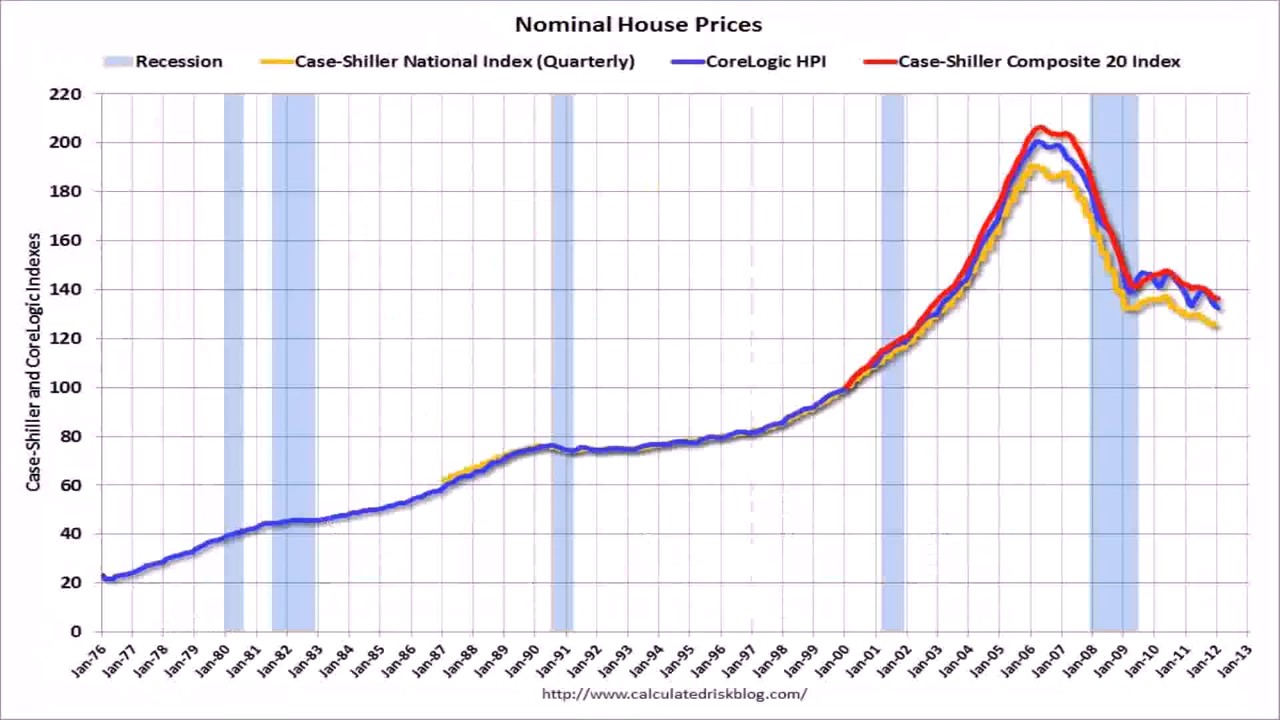 Nominal House Prices
Recession
Case-Shiller National Index (Quarterly)
CoreLogic HPI
Case-Shiller Composite 20 Index
Case-Shiller and CoreLogic Indexes
220
200
180
160
140
120
100
80
60
40
20
0
Jan-76
Jan-77
Jan-78
Jan-79
Jan-80
Jan-81
Jan-82
Jan-83
Jan-84
Jan-85
Jan-86
Jan-87
Jan-88
Jan-89
Jan-90
Jan-91
Jan-92
Jan-93
Jan-94
Jan-95
Jan-96
Jan-97
Jan-98
Jan-99
Jan-00
Jan-01
Jan-02
Jan-03
Jan-04
Jan-05
Jan-06
Jan-07
Jan-08
Jan-09
Jan-10
Jan-11
Jan-12
Jan-13
http://www.calculatedriskblog.com/